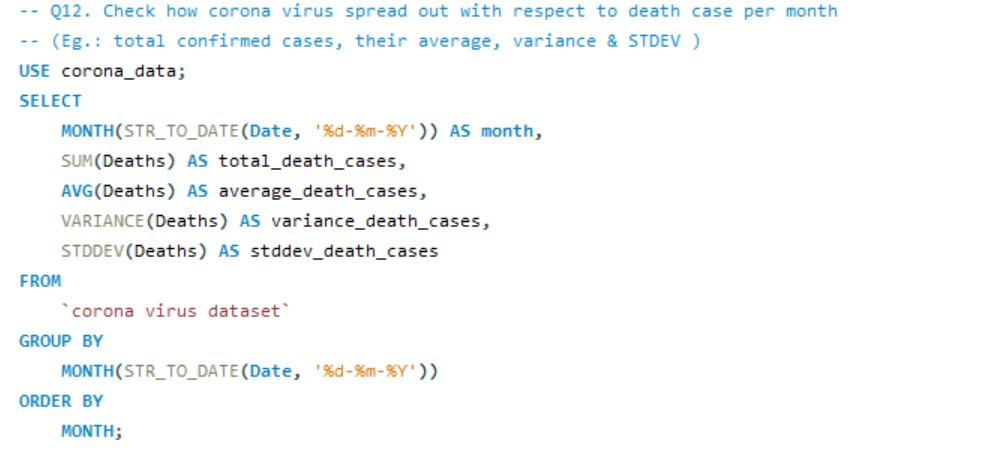 -- Q12. Check how corona virus spread out with respect to death case per month
-- (Eg.: total confirmed cases, their average, variance & STDEV )
USE corona_data;
SELECT
    MONTH(STR_TO_DATE(Date, '%d-%m-%Y')) AS month,
    SUM(Deaths) AS total_death_cases,
    AVG(Deaths) AS average_death_cases,
    VARIANCE(Deaths) AS variance_death_cases,
    STDDEV(Deaths) AS stddev_death_cases
FROM
    `corona virus dataset`
GROUP BY
    MONTH(STR_TO_DATE(Date, '%d-%m-%Y'))
ORDER BY
    MONTH;